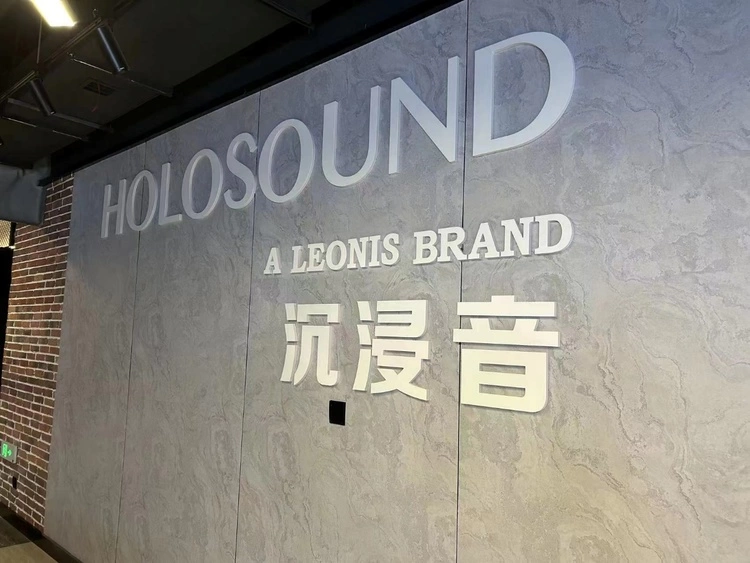 HOLOSOUND
A LEONIS BRAND
沉浸音